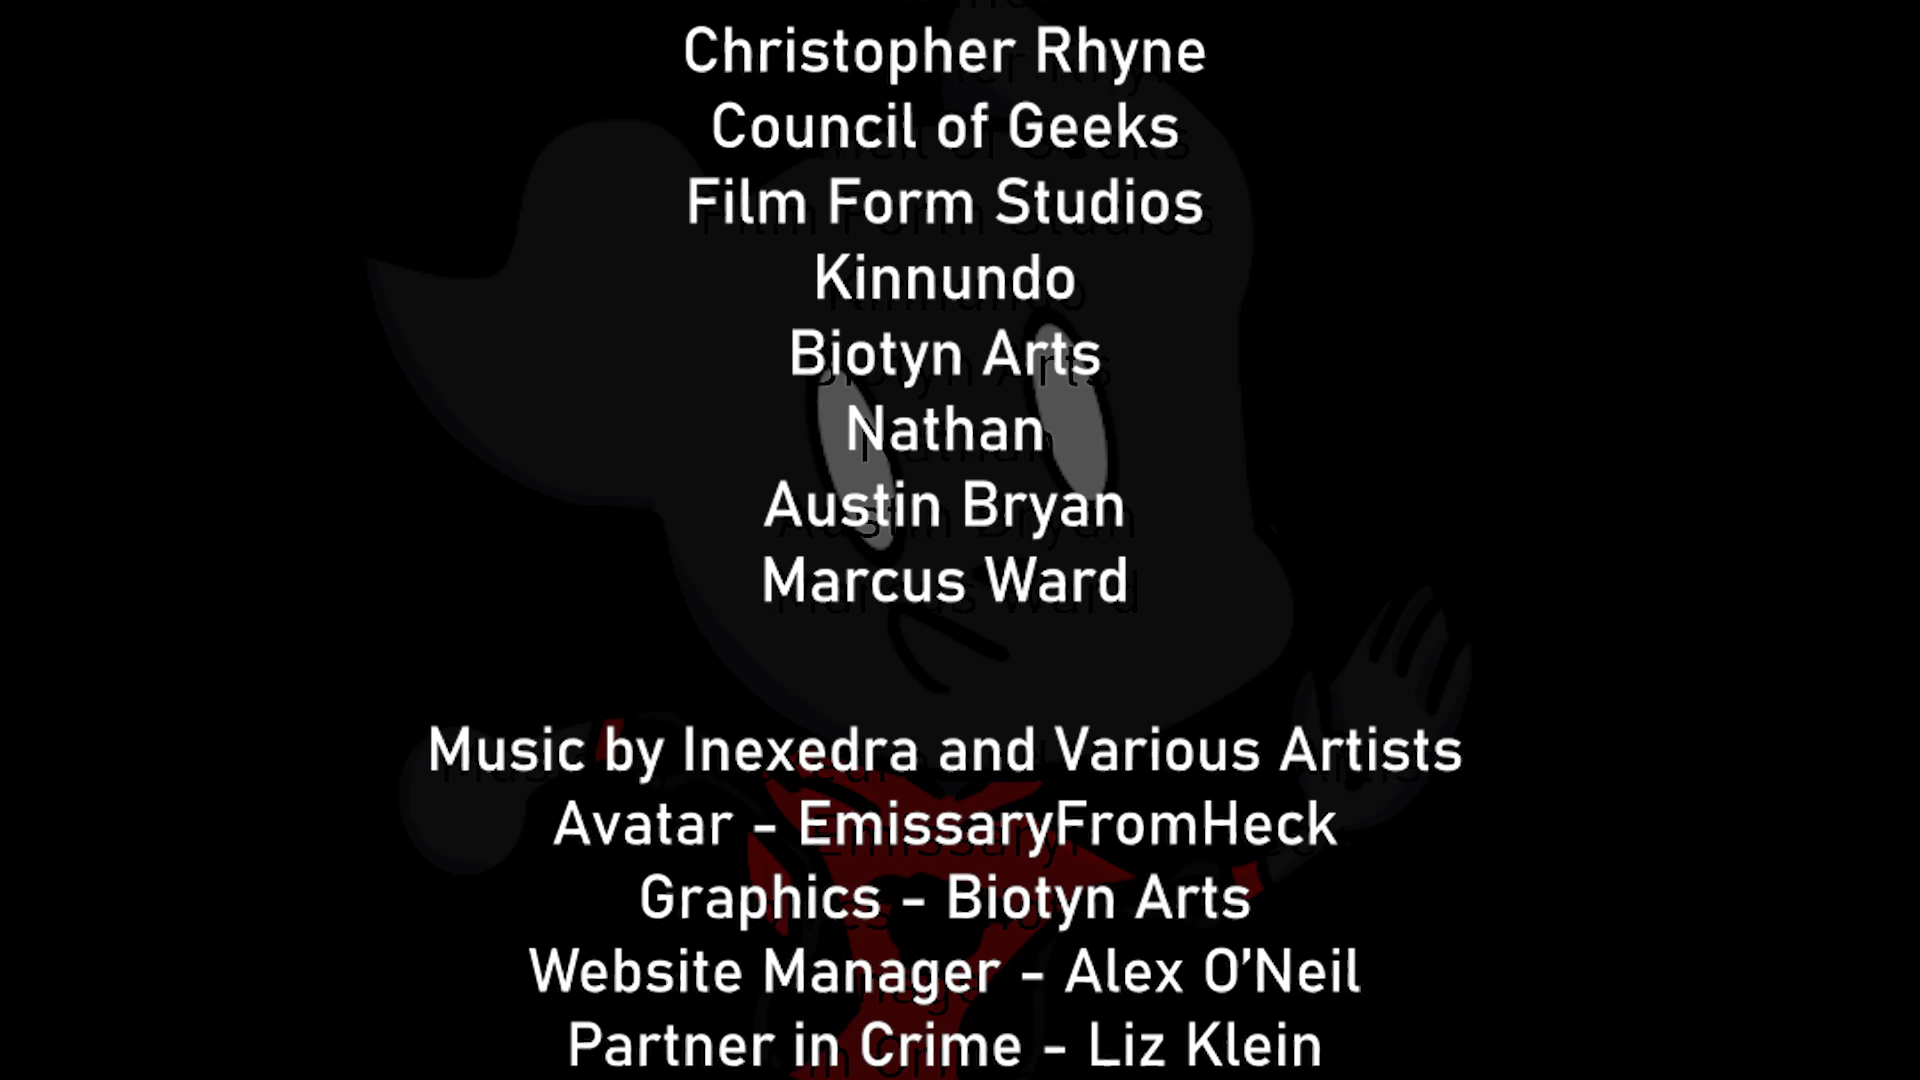 Christopher Rhyne
Council of Geeks
Film Form Studios
Kinnundo
Biotyn Arts
Nathan
Austin Bryan
Marcus Ward
Music by Inexedra and Various Artists
Avatar - EmissaryFromHeck
Graphics - Biotyn Arts
Website Manager - Alex O’Neil
Partner in Crime - Liz Klein